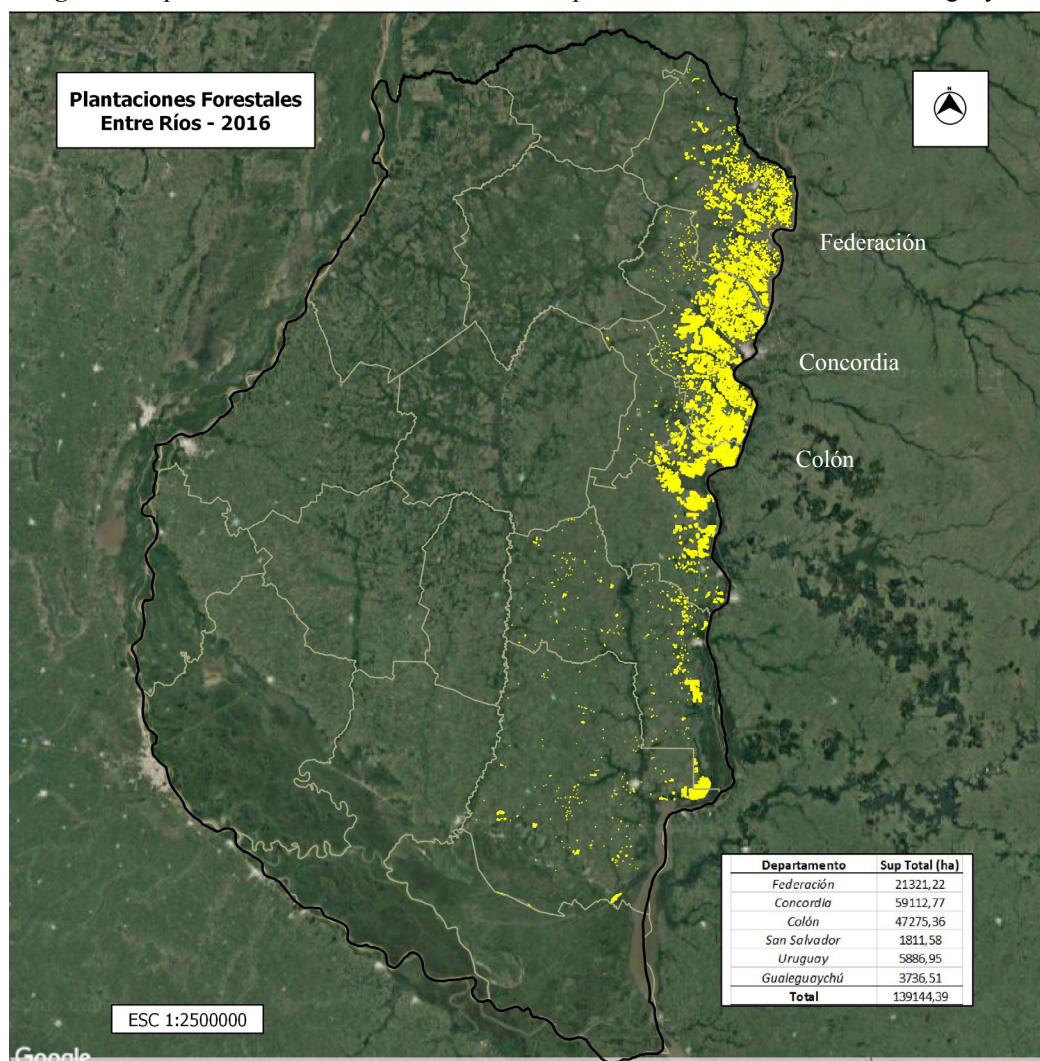 Plantaciones Forestales
Entre Ríos - 2016
N
Federación
Concordia
Colón
Departamento Sup Total (ha)
Federación 21321,22
Concordia 59112,77
Colón 47275,36
San Salvador 1811,58
Uruguay 5886,95
Gualeguaychú 3736,51
Total 139144,39
ESC 1:2500000
Google